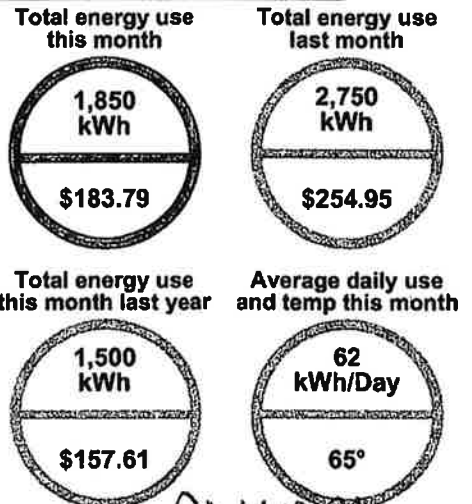 Total energy use
this month
1,850
kWh
$183.79
Total energy use
last month
2,750
kWh
$254.95
Total energy use
this month last year
1,500
kWh
$157.61
Average daily use
and temp this month
62
kWh/Day
65°